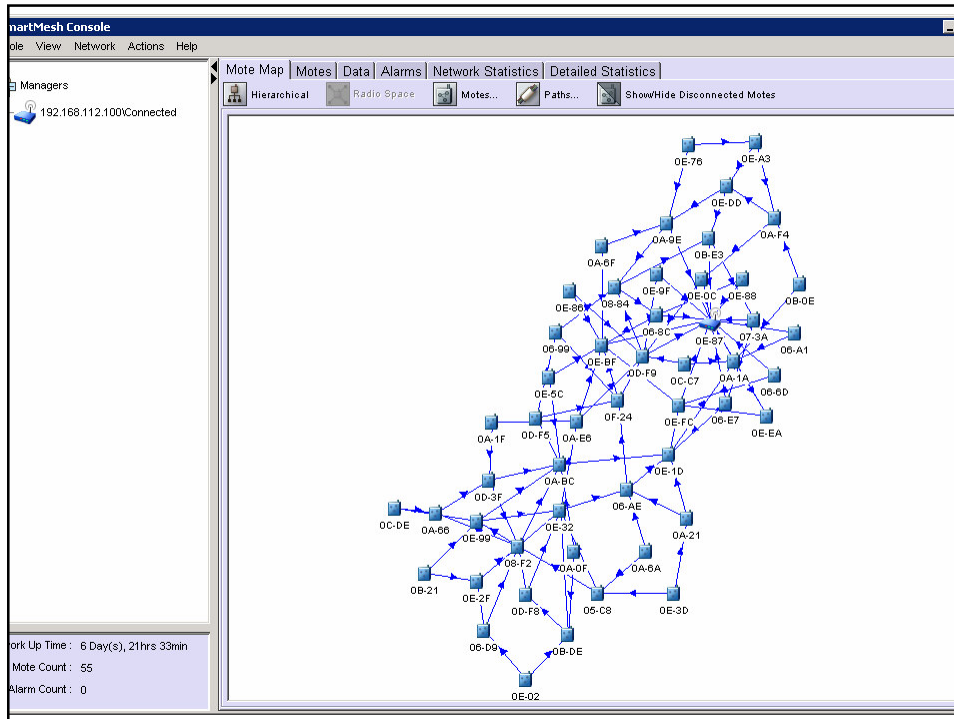 martMesh Console
ole View Network Actions Help
Managers
192.168.112.100\Connected
Mote Map Motes Data Alarms Network Statistics Detailed Statistics
Hierarchical Radio Space Motes... Paths... Show/Hide Disconnected Motes
0E-76 0E-A3
0E-DD
0A-9E 0A-F4
0B-E3
0A-6F
0E-9F 0E-0C 0E-88 0B-0E
0E-86 08-84
06-8C 0E-87 07-3A
06-99 0E-BF 06-A1
0D-F9 0C-C7 0A-1A
0E-5C 06-6D
0F-24 0E-FC 06-E7
0A-1F 0D-F5 0A-E6 0E-EA
0A-BC 0E-1D
0D-3F
0C-DE 0A-66 0E-99 0E-32 06-AE
0A-21
08-F2 0A-0F 0A-6A
0B-21 0E-2F
0D-F8 05-C8 0E-3D
06-D9 0B-DE
0E-02
ork Up Time : 6 Day(s), 21hrs 33min
Mote Count : 55
Alarm Count : 0